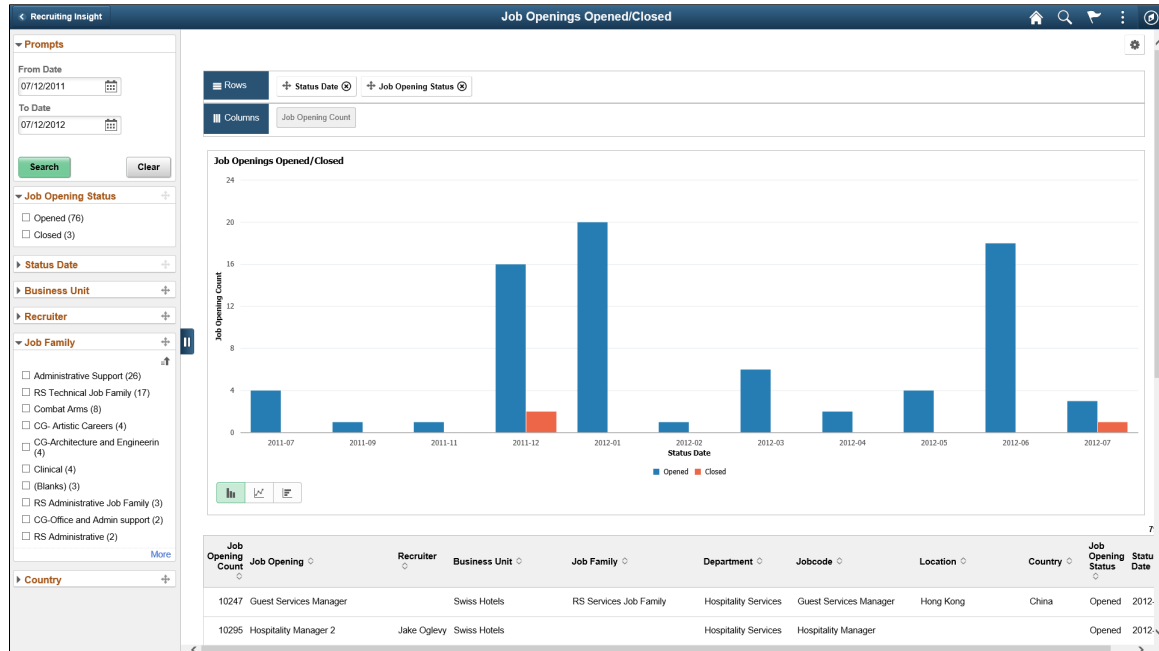 Recruiting Insight
Job Openings Opened/Closed
Prompts
From Date
07/12/2011
To Date
07/12/2012
Search Clear
Job Opening Status
Opened (76)
Closed (3)
Status Date
Business Unit
Recruiter
Job Family
Administrative Support (26)
RS Technical Job Family (17)
Combat Arms (8)
CG- Artistic Careers (4)
CG-Architecture and Engineerin
(4)
Clinical (4)
(Blanks) (3)
RS Administrative Job Family (3)
CG-Office and Admin support (2)
RS Administrative (2)
More
Country
Rows Status Date Job Opening Status
Columns Job Opening Count
Job Openings Opened/Closed
24
20
16
12
8
4
0
Job Opening Count
2011-07 2011-09 2011-11 2011-12 2012-01 2012-02 2012-03 2012-04 2012-05 2012-06 2012-07
Status Date
Opened Closed
Job
Opening
Count Job Opening Recruiter Business Unit Job Family Department Jobcode Location Country
Job
Opening
Status
Statu
Date
10247 Guest Services Manager Swiss Hotels RS Services Job Family Hospitality Services Guest Services Manager Hong Kong China Opened 2012-
10295 Hospitality Manager 2 Jake Oglevy Swiss Hotels Hospitality Services Hospitality Manager Opened 2012-